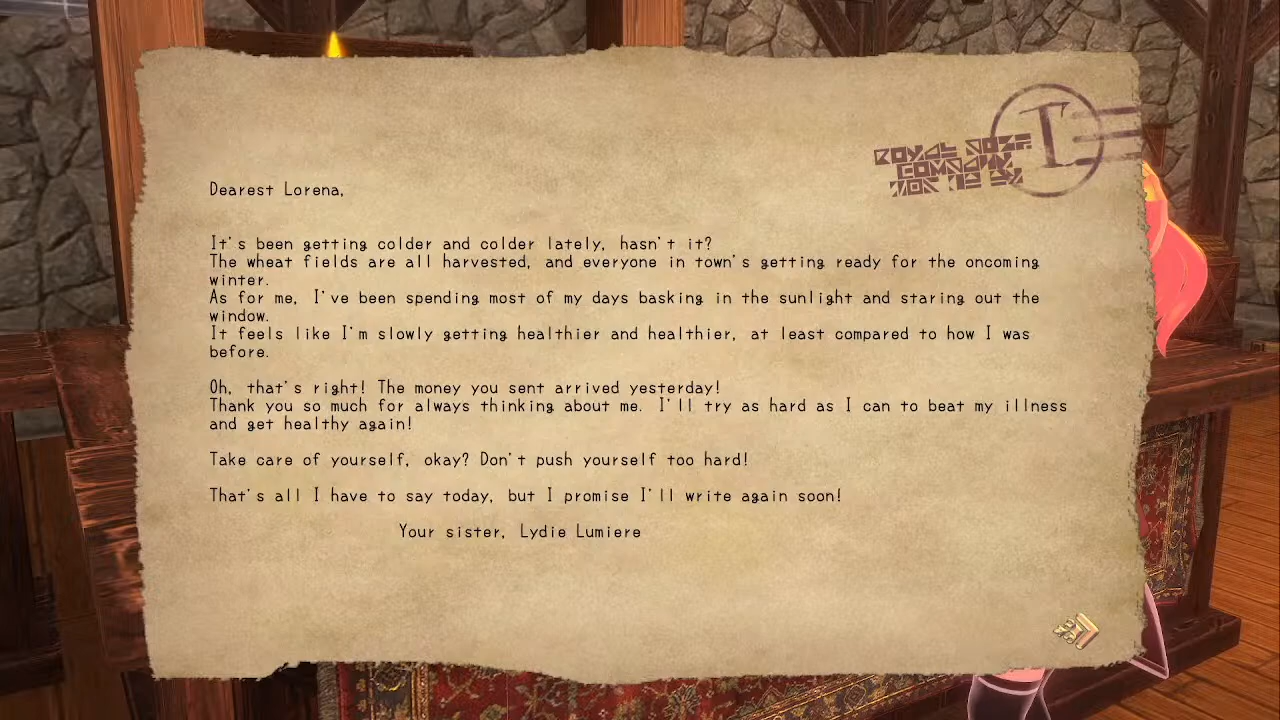 Dearest Lorena,
It's been getting colder and colder lately, hasn't it?
The wheat fields are all harvested, and everyone in town's getting ready for the oncoming
winter.
As for me, I've been spending most of my days basking in the sunlight and staring out the
window.
It feels like I'm slowly getting healthier and healthier, at least compared to how I was
before.
Oh, that's right! The money you sent arrived yesterday!
Thank you so much for always thinking about me. I'll try as hard as I can to beat my illness
and get healthy again!
Take care of yourself, okay? Don't push yourself too hard!
That's all I have to say today, but I promise I'll write again soon!
Your sister, Lydie Lumiere